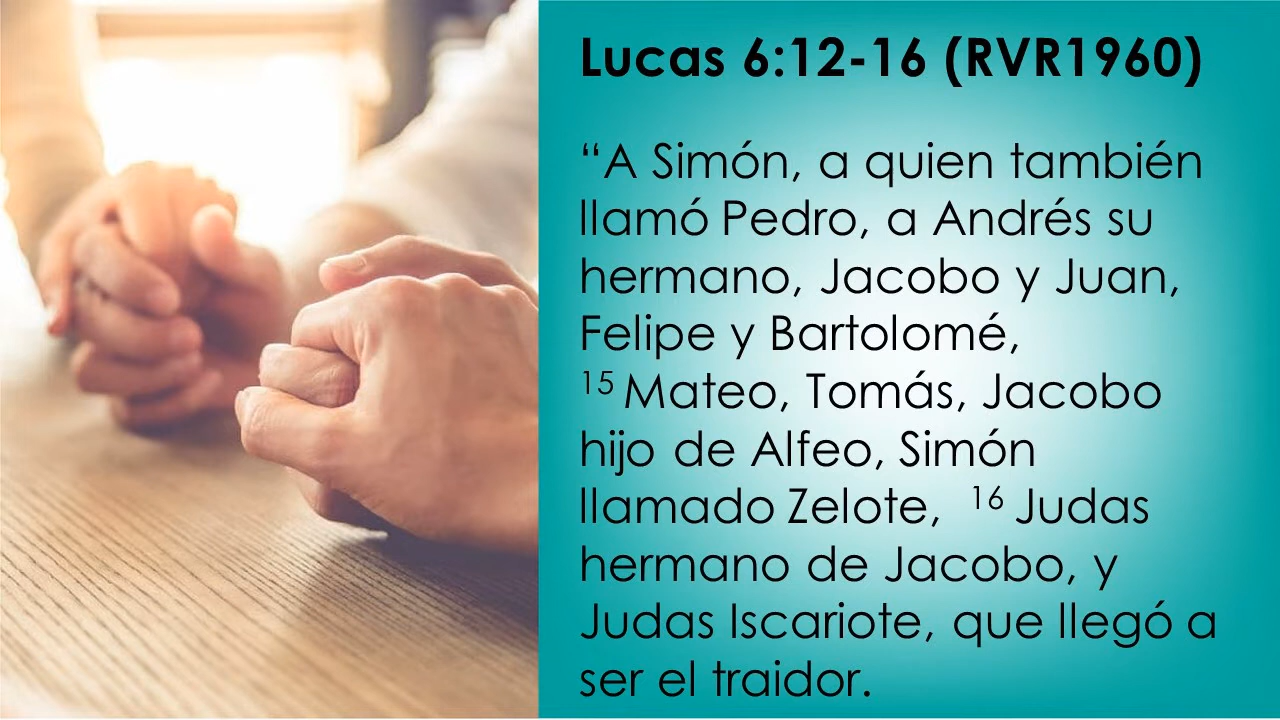 Lucas 6:12-16 (RVR1960)
“A Simón, a quien también
llamó Pedro, a Andrés su
hermano, Jacobo y Juan,
Felipe y Bartolomé,
15 Mateo, Tomás, Jacobo
hijo de Alfeo, Simón
llamado Zelote, 16 Judas
hermano de Jacobo, y
Judas Iscariote, que llegó a
ser el traidor.